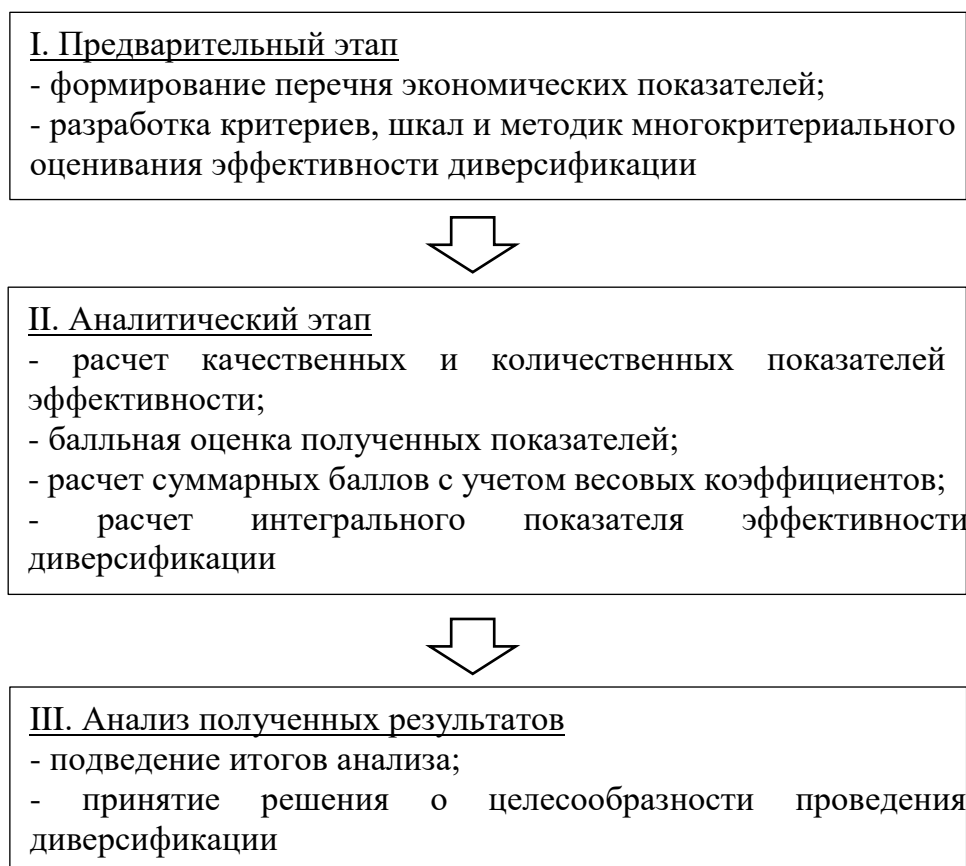 I. Предварительный этап
- формирование перечня экономических показателей;
- разработка критериев, шкал и методик многокритериального
оценивания эффективности диверсификации
II. Аналитический этап
- расчет качественных и количественных показателей
эффективности;
- балльная оценка полученных показателей;
- расчет суммарных баллов с учетом весовых коэффициентов;
- расчет интегрального показателя эффективности
диверсификации
III. Анализ полученных результатов
- подведение итогов анализа;
- принятие решения о целесообразности проведения
диверсификации